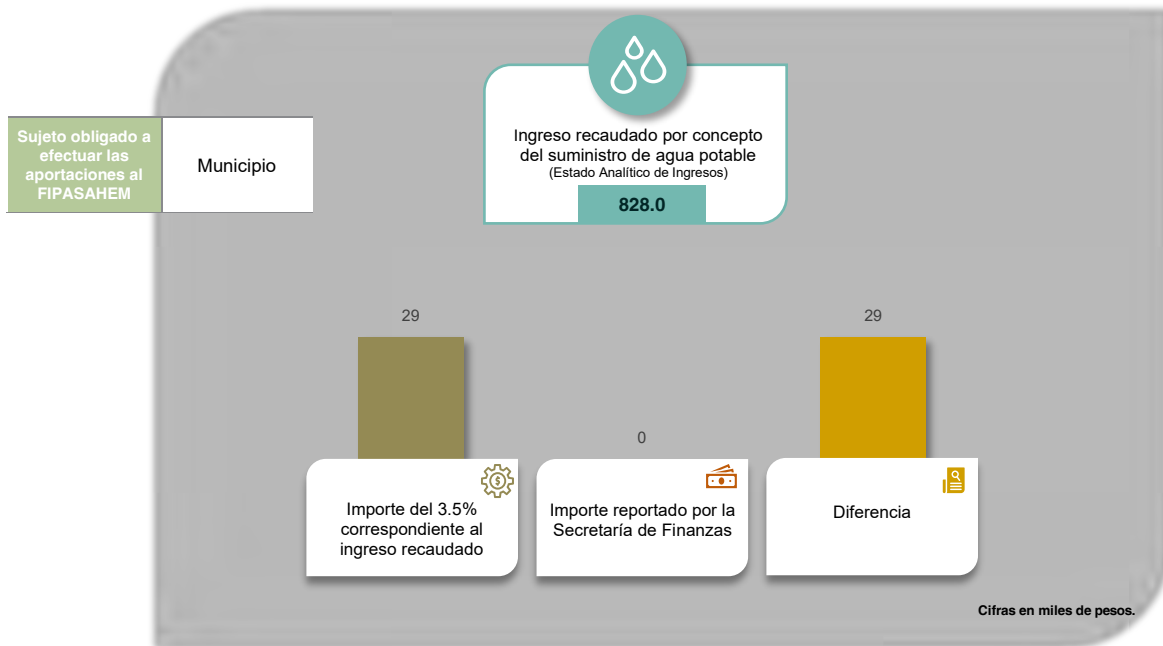 Sujeto obligado a
efectuar las
aportaciones al
FIPASAHEM
Municipio
Ingreso recaudado por concepto
del suministro de agua potable
(Estado Analítico de Ingresos)
828.0
29
0
29
Importe del 3.5%
correspondiente al
ingreso recaudado
Importe reportado por la
Secretaría de Finanzas
Diferencia
Cifras en miles de pesos.